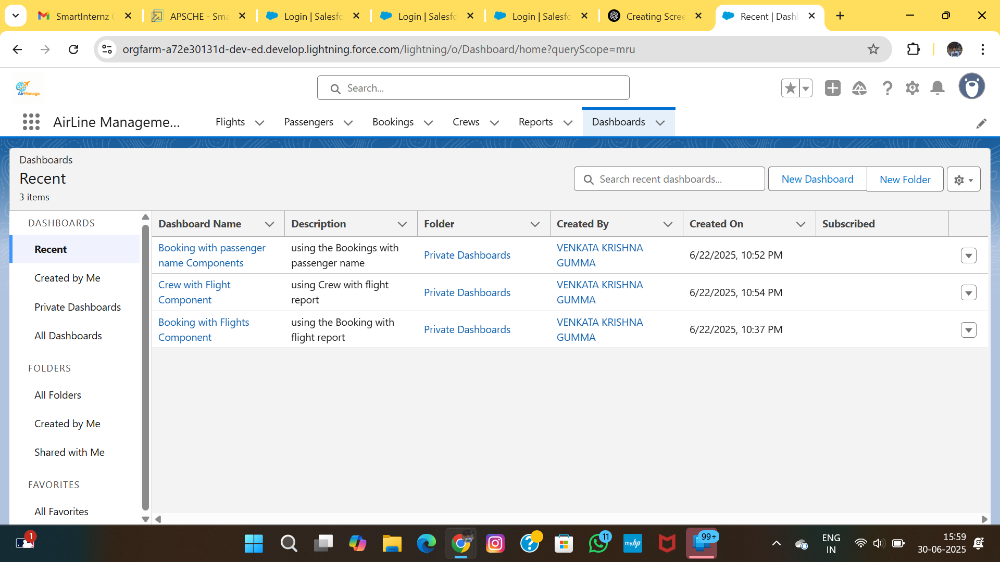 SmartInternz
APSCHE - Sma
Login | Salesfo
Login | Salesfo
Login | Salesfo
Creating Scree
Recent | Dash
orgfarm-a72e30131d-dev-ed.develop.lightning.force.com/lightning/o/Dashboard/home?queryScope=mru
AirManage
Search...
AirLine Manageme...
Flights
Passengers
Bookings
Crews
Reports
Dashboards
Dashboards
Recent
3 items
Search recent dashboards...
New Dashboard
New Folder
DASHBOARDS
Recent
Created by Me
Private Dashboards
All Dashboards
FOLDERS
All Folders
Created by Me
Shared with Me
FAVORITES
All Favorites
Dashboard Name
Description
Folder
Created By
Created On
Subscribed
Booking with passenger
name Components
using the Bookings with
passenger name
Private Dashboards
VENKATA KRISHNA
GUMMA
6/22/2025, 10:52 PM
Crew with Flight
Component
using Crew with flight
report
Private Dashboards
VENKATA KRISHNA
GUMMA
6/22/2025, 10:54 PM
Booking with Flights
Component
using the Booking with
flight report
Private Dashboards
VENKATA KRISHNA
GUMMA
6/22/2025, 10:37 PM
1
11
myhp
99+
ENG
IN
15:59
30-06-2025